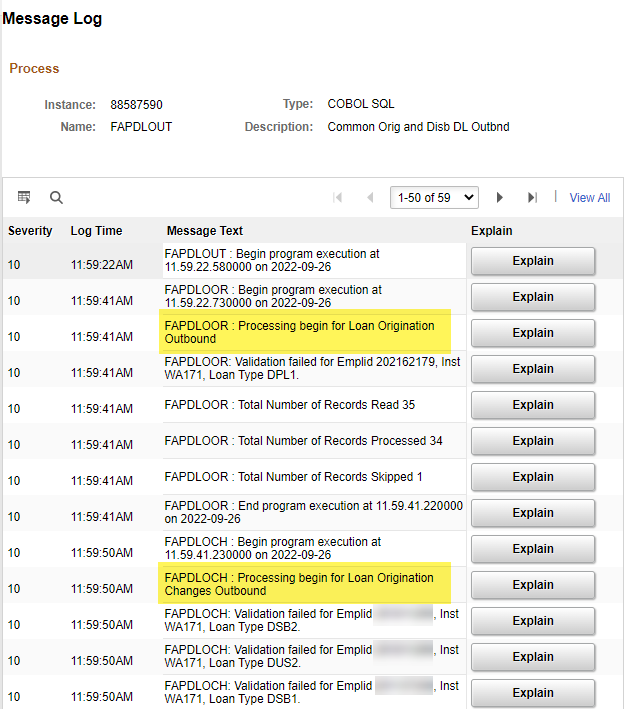 Message Log
Process
Instance: 88587590 Type: COBOL SQL
Name: FAPDLOUT Description: Common Orig and Disb DL Outbnd
1-50 of 59 View All
Severity Log Time Message Text Explain
10 11:59:22AM FAPDLOUT : Begin program execution at
11.59.22.580000 on 2022-09-26 Explain
10 11:59:41AM FAPDLOOR : Begin program execution at
11.59.22.730000 on 2022-09-26 Explain
10 11:59:41AM FAPDLOOR : Processing begin for Loan Origination
Outbound Explain
10 11:59:41AM FAPDLOOR: Validation failed for Emplid 202162179, Inst
WA171, Loan Type DPL1. Explain
10 11:59:41AM FAPDLOOR : Total Number of Records Read 35 Explain
10 11:59:41AM FAPDLOOR : Total Number of Records Processed 34 Explain
10 11:59:41AM FAPDLOOR : Total Number of Records Skipped 1 Explain
10 11:59:41AM FAPDLOOR : End program execution at 11.59.41.220000
on 2022-09-26 Explain
10 11:59:50AM FAPDLOCH : Begin program execution at
11.59.41.230000 on 2022-09-26 Explain
10 11:59:50AM FAPDLOCH : Processing begin for Loan Origination
Changes Outbound Explain
10 11:59:50AM FAPDLOCH: Validation failed for Emplid , Inst
WA171, Loan Type DSB2. Explain
10 11:59:50AM FAPDLOCH: Validation failed for Emplid , Inst
WA171, Loan Type DUS2. Explain
10 11:59:50AM FAPDLOCH: Validation failed for Emplid , Inst
WA171, Loan Type DSB1. Explain